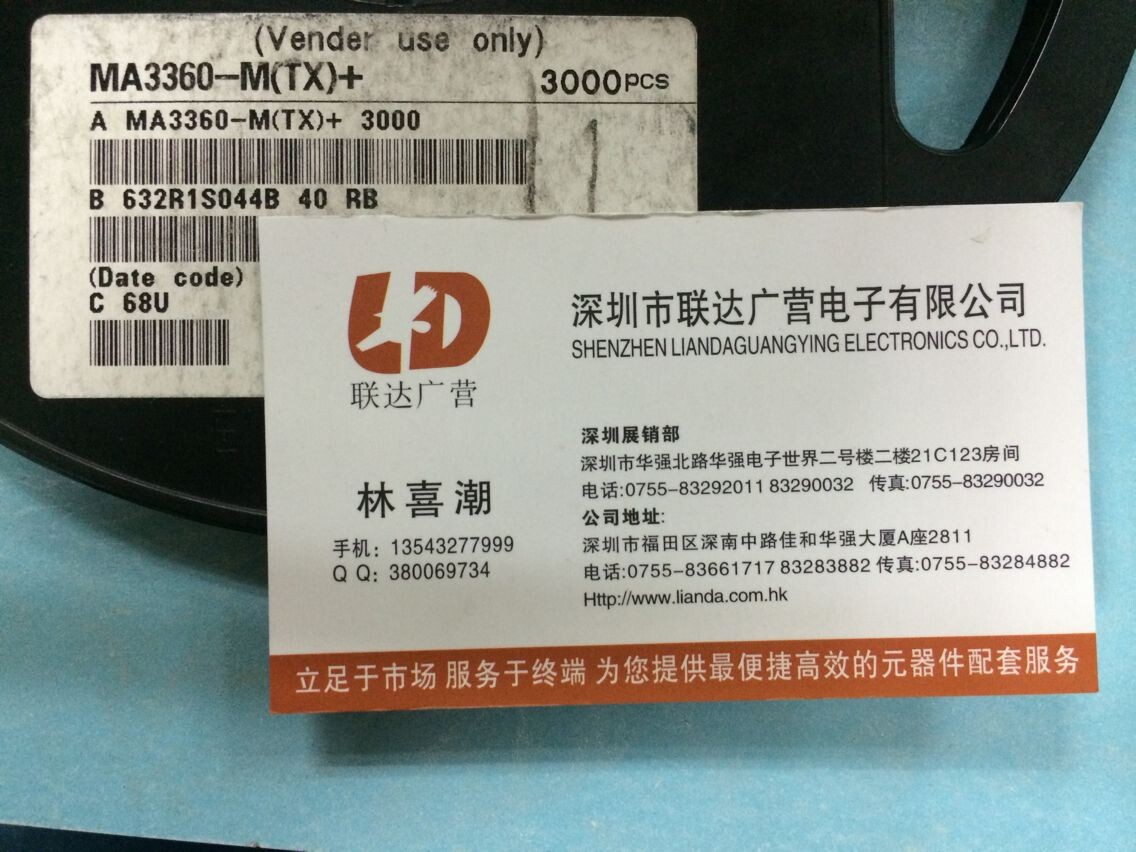 (Vender use only)
MA3360-M(TX)+ 3000pcs
A MA3360-M(TX)+ 3000
B 632R1S044B 40 RB
(Date code)
C 68U
LD
联达广营
深圳市联达广营电子有限公司
SHENZHEN LIANDAGUANGYING ELECTRONICS CO.,LTD.
林喜潮
手机：13543277999
Q Q：380069734
深圳展销部
深圳市华强北路华强电子世界二号楼二楼21C123房间
电话:0755-83292011 83290032 传真:0755-83290032
公司地址:
深圳市福田区深南中路佳和华强大厦A座2811
电话:0755-83661717 83283882 传真:0755-83284882
Http://www.lianda.com.hk
立足于市场 服务于终端 为您提供最便捷高效的元器件配套服务